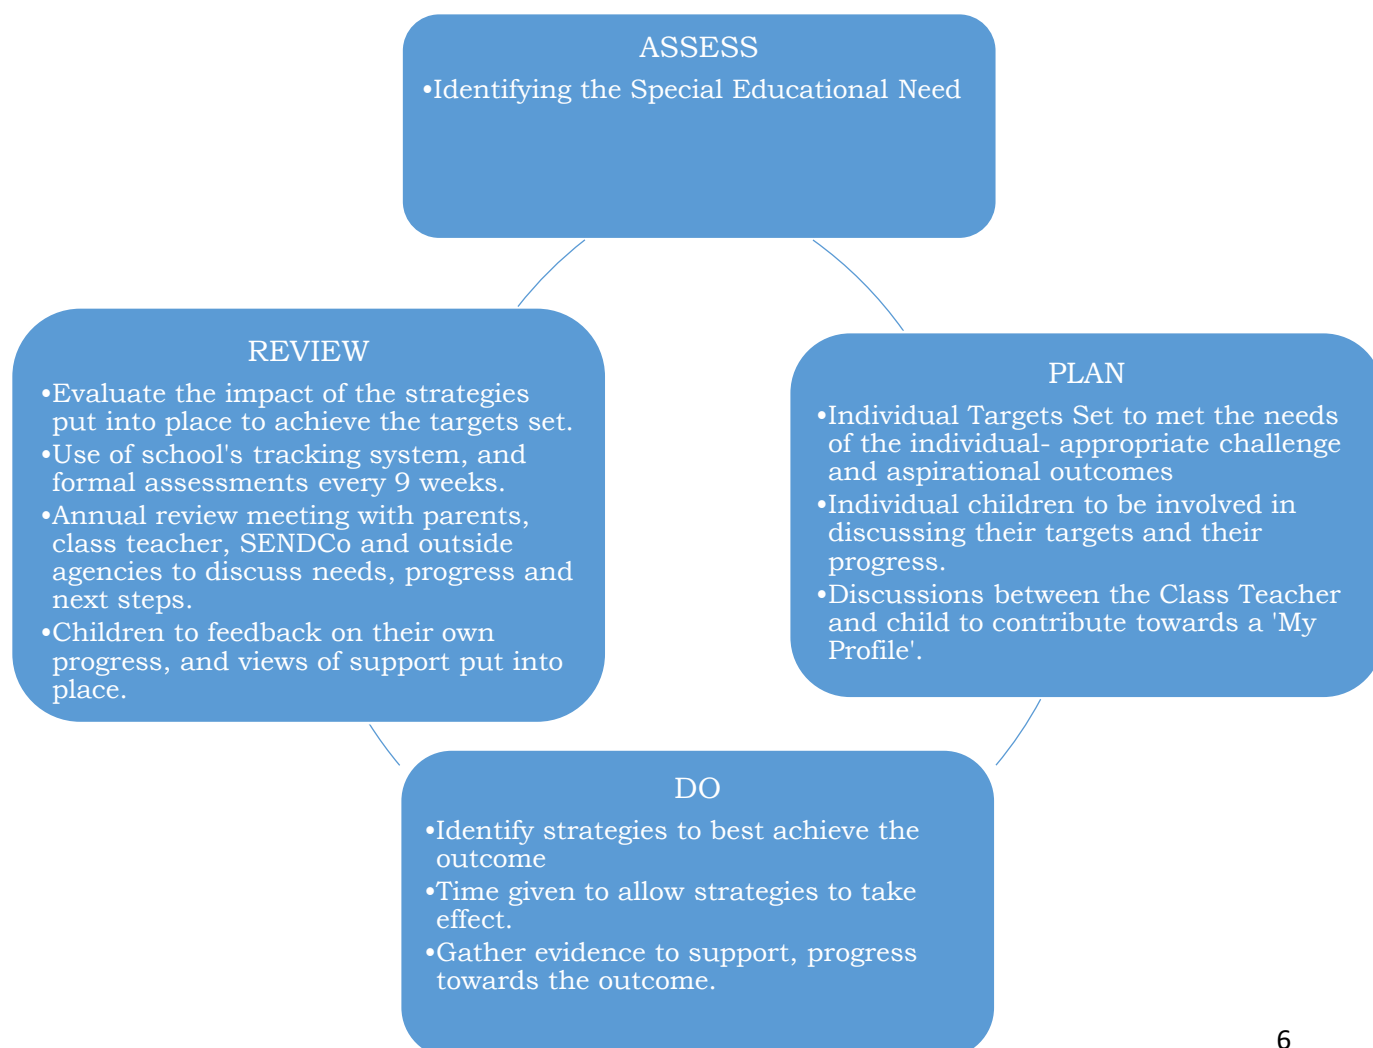 ASSESS
•Identifying the Special Educational Need
REVIEW
•Evaluate the impact of the strategies
put into place to achieve the targets set.
•Use of school's tracking system, and
formal assessments every 9 weeks.
•Annual review meeting with parents,
class teacher, SENDCo and outside
agencies to discuss needs, progress and
next steps.
•Children to feedback on their own
progress, and views of support put into
place.
PLAN
•Individual Targets Set to met the needs
of the individual- appropriate challenge
and aspirational outcomes
•Individual children to be involved in
discussing their targets and their
progress.
•Discussions between the Class Teacher
and child to contribute towards a 'My
Profile'.
DO
•Identify strategies to best achieve the
outcome
•Time given to allow strategies to take
effect.
•Gather evidence to support, progress
towards the outcome.
6